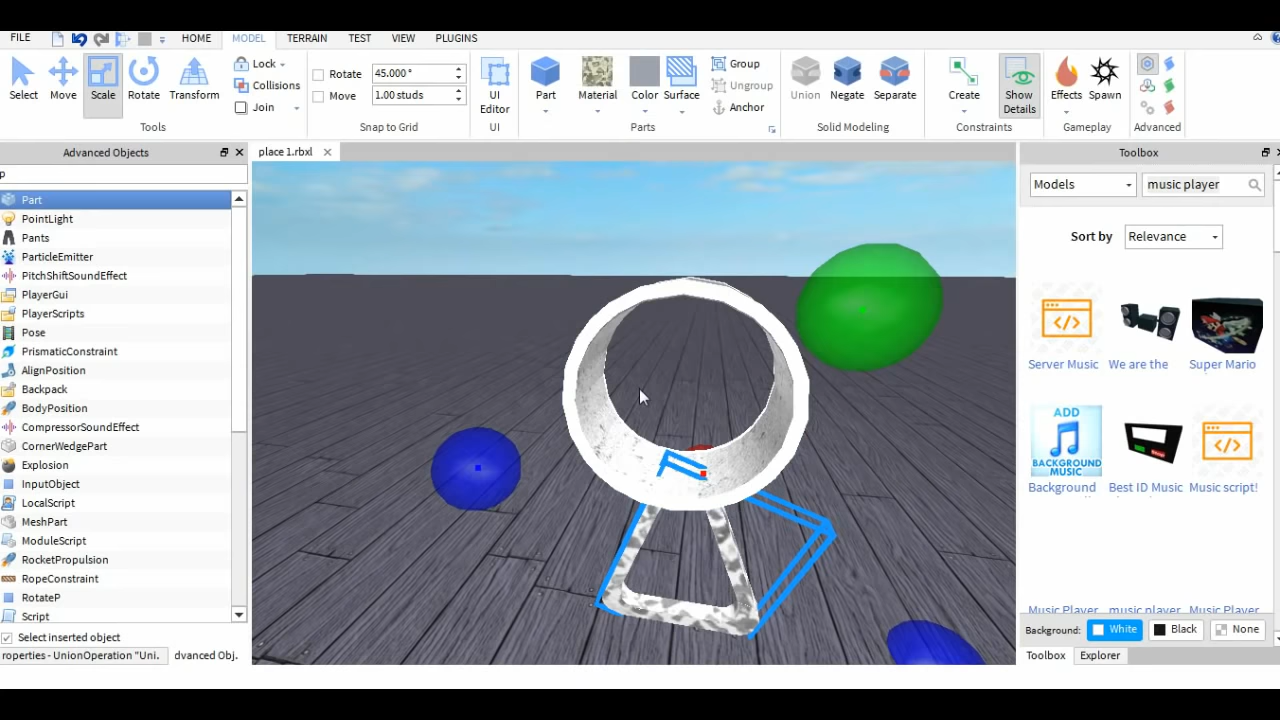 FILE
HOME
MODEL
TERRAIN
TEST
VIEW
PLUGINS
Select
Move
Scale
Rotate
Transform
Lock
Collisions
Join
Tools
Rotate 45.000°
Move 1.00 studs
Snap to Grid
UI
Editor
UI
Part
Material
Color
Surface
Group
Ungroup
Anchor
Parts
Union
Negate
Separate
Solid Modeling
Create
Show
Details
Constraints
Effects
Spawn
Gameplay
Advanced
Advanced Objects
p
Part
PointLight
Pants
ParticleEmitter
PitchShiftSoundEffect
PlayerGui
PlayerScripts
Pose
PrismaticConstraint
AlignPosition
Backpack
BodyPosition
CompressorSoundEffect
CornerWedgePart
Explosion
InputObject
LocalScript
MeshPart
ModuleScript
RocketPropulsion
RopeConstraint
RotateP
Script
Select inserted object
roperties - UnionOperation "Uni.
dvanced Obj.
place 1.rbxl
Toolbox
Models
music player
Sort by
Relevance
Server Music
We are the
Super Mario
ADD
BACKGROUND
MUSIC
Background
Best ID Music
Music script!
Music Player
music player
Music Player
Background:
White
Black
None
Toolbox
Explorer